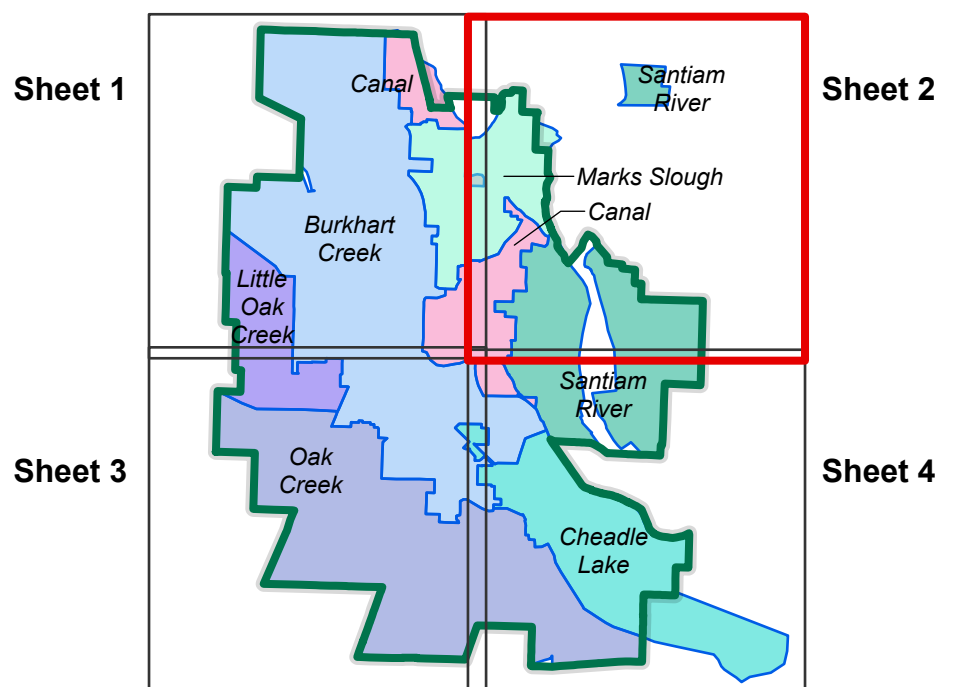 Sheet 1
Canal
Santiam
River
Sheet 2
Marks Slough
Canal
Burkhart
Creek
Little
Oak
Creek
Santiam
River
Sheet 3
Oak
Creek
Sheet 4
Cheadle
Lake